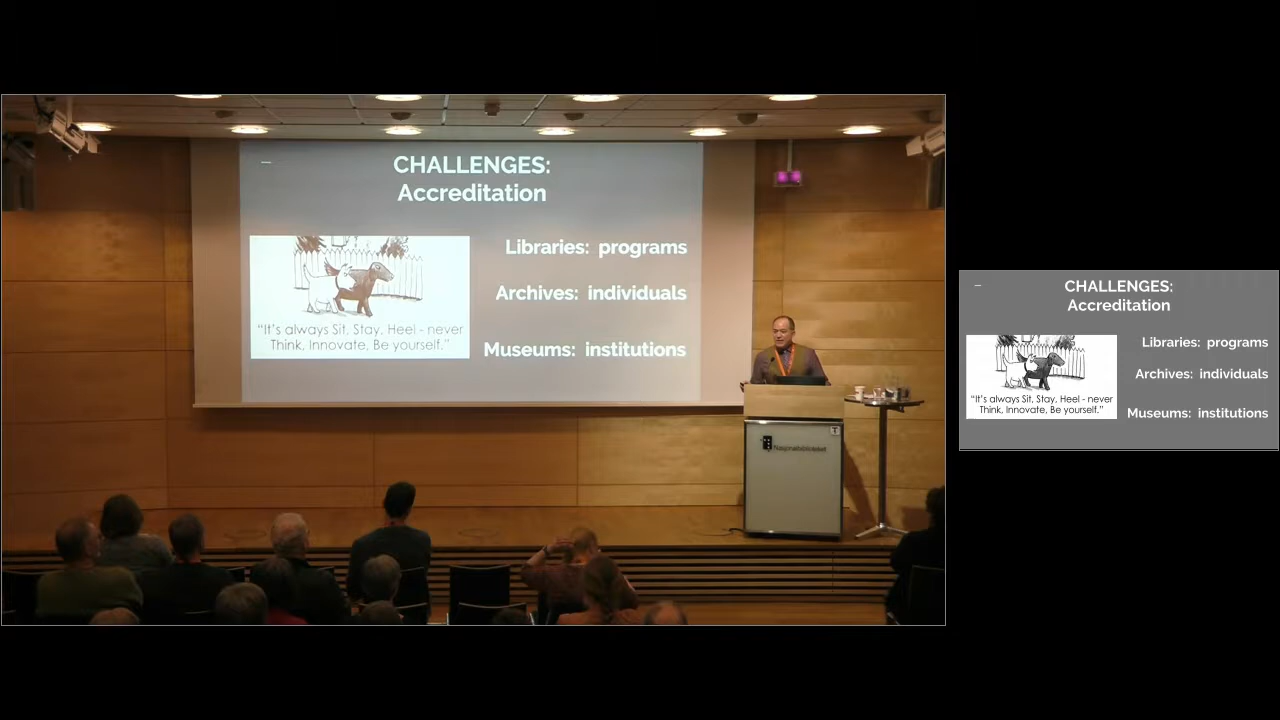 CHALLENGES:
Accreditation
Libraries: programs
Archives: individuals
Museums: institutions
“It’s always Sit, Stay, Heel - never
Think, Innovate, Be yourself.”
Nasjonalbiblioteket
CHALLENGES:
Accreditation
Libraries: programs
Archives: individuals
Museums: institutions
“It’s always Sit, Stay, Heel - never
Think, Innovate, Be yourself.”